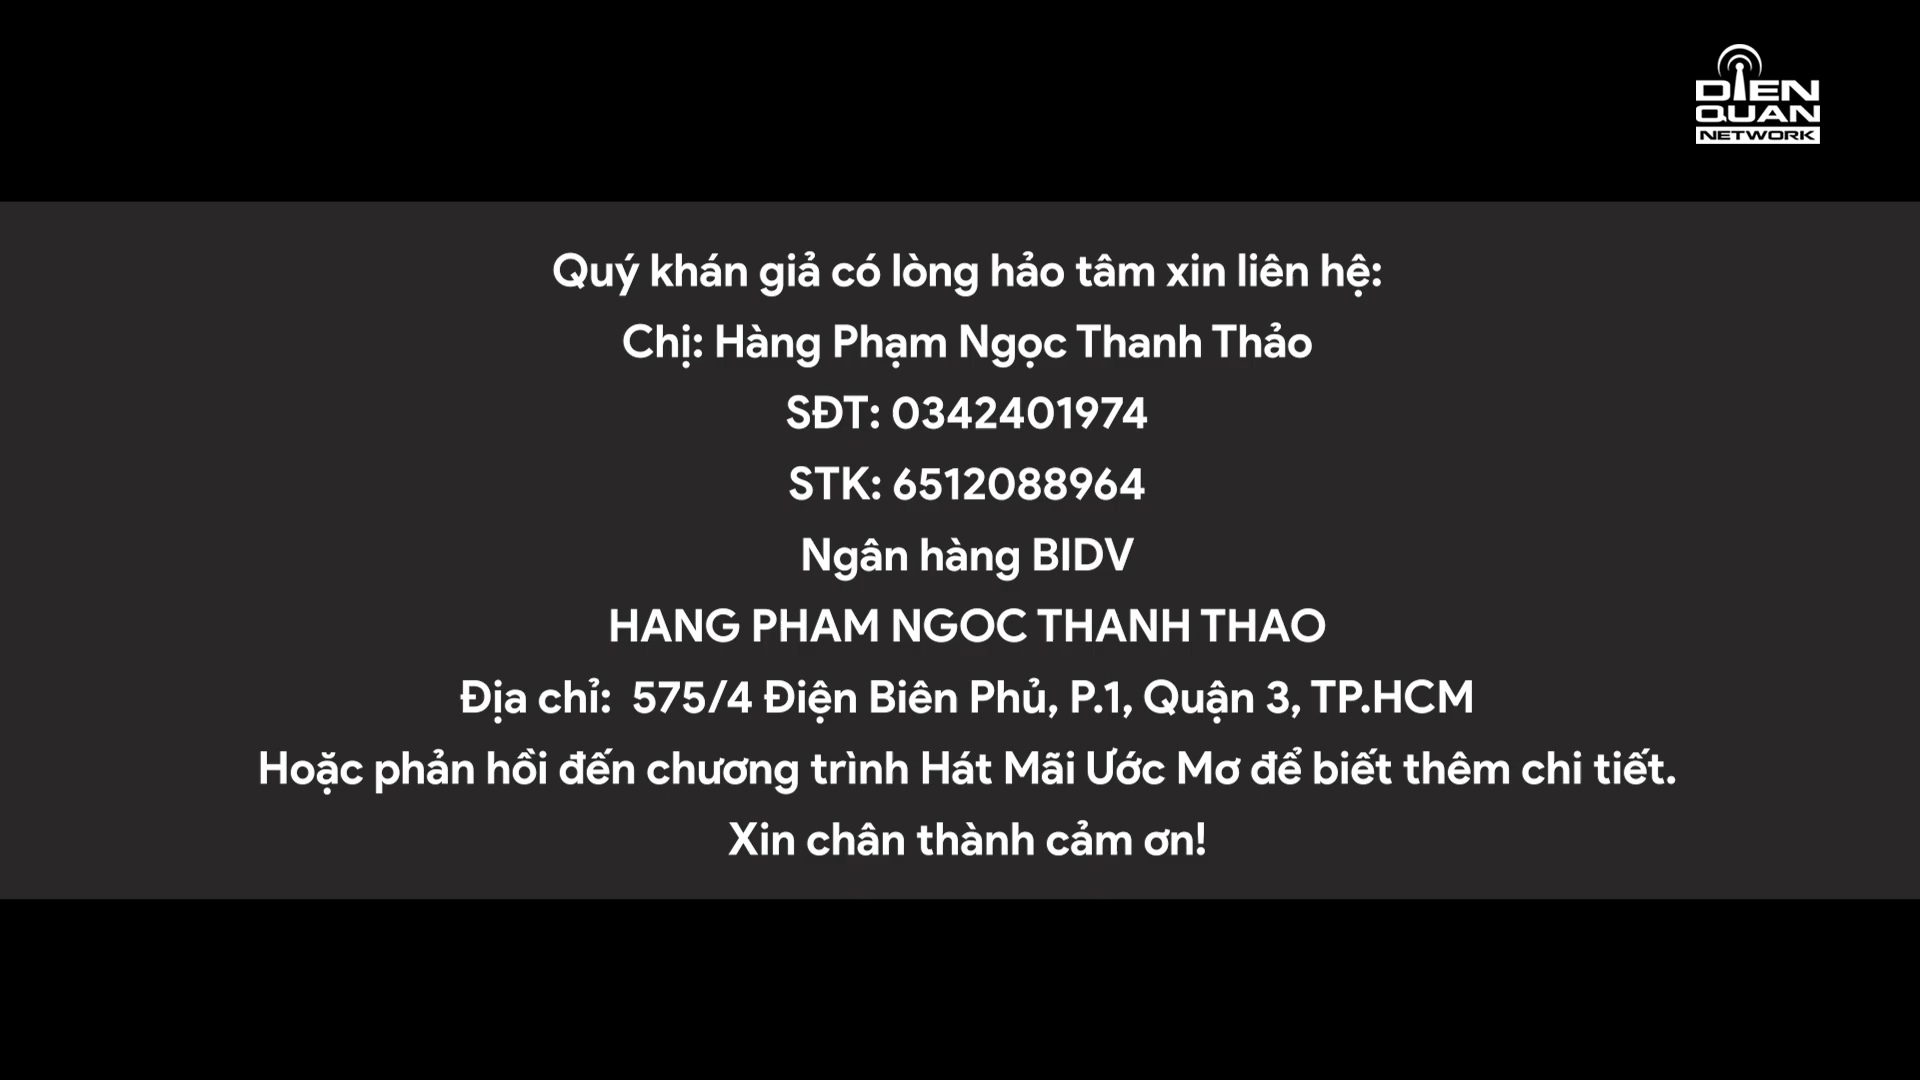 DIEN
QUAN
NETWORK
Quý khán giả có lòng hảo tâm xin liên hệ:
Chị: Hàng Phạm Ngọc Thanh Thảo
SĐT: 0342401974
STK: 6512088964
Ngân hàng BIDV
HANG PHAM NGOC THANH THAO
Địa chỉ: 575/4 Điện Biên Phủ, P.1, Quận 3, TP.HCM
Hoặc phản hồi đến chương trình Hát Mãi Ước Mơ để biết thêm chi tiết.
Xin chân thành cảm ơn!